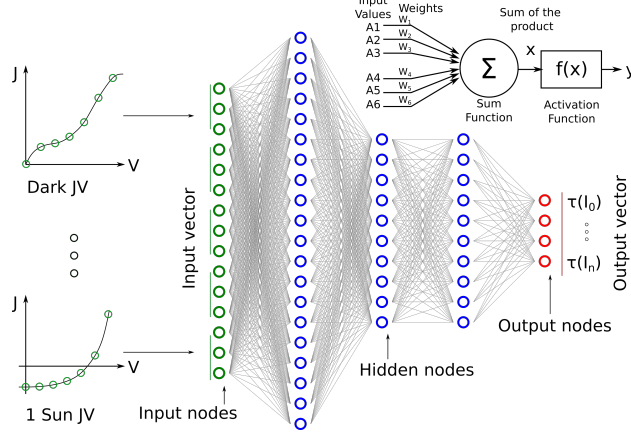 Input
Values
Weights
Sum of the
product
A1
W₁
A2
W₂
A3
W₃
A4
W₄
A5
W₅
A6
W₆
Σ
x
f(x)
y
Sum
Function
Activation
Function
J
V
Dark JV
J
V
1 Sun JV
Input vector
Input nodes
Hidden nodes
Output nodes
τ(I₀)
τ(Iₙ)
Output vector